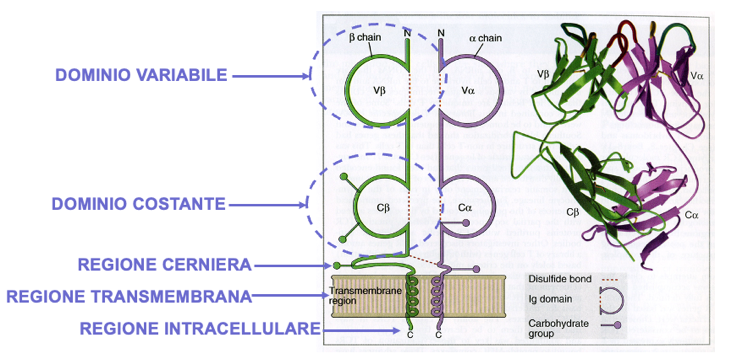 β chain
N
N
α chain
DOMINIO VARIABILE
Vβ
Vα
Vβ
Vα
DOMINIO COSTANTE
Cβ
Cα
Cβ
Cα
REGIONE CERNIERA
REGIONE TRANSMEMBRANA
Transmembrane
region
Disulfide bond
Ig domain
REGIONE INTRACELLULARE
C
C
Carbohydrate
group